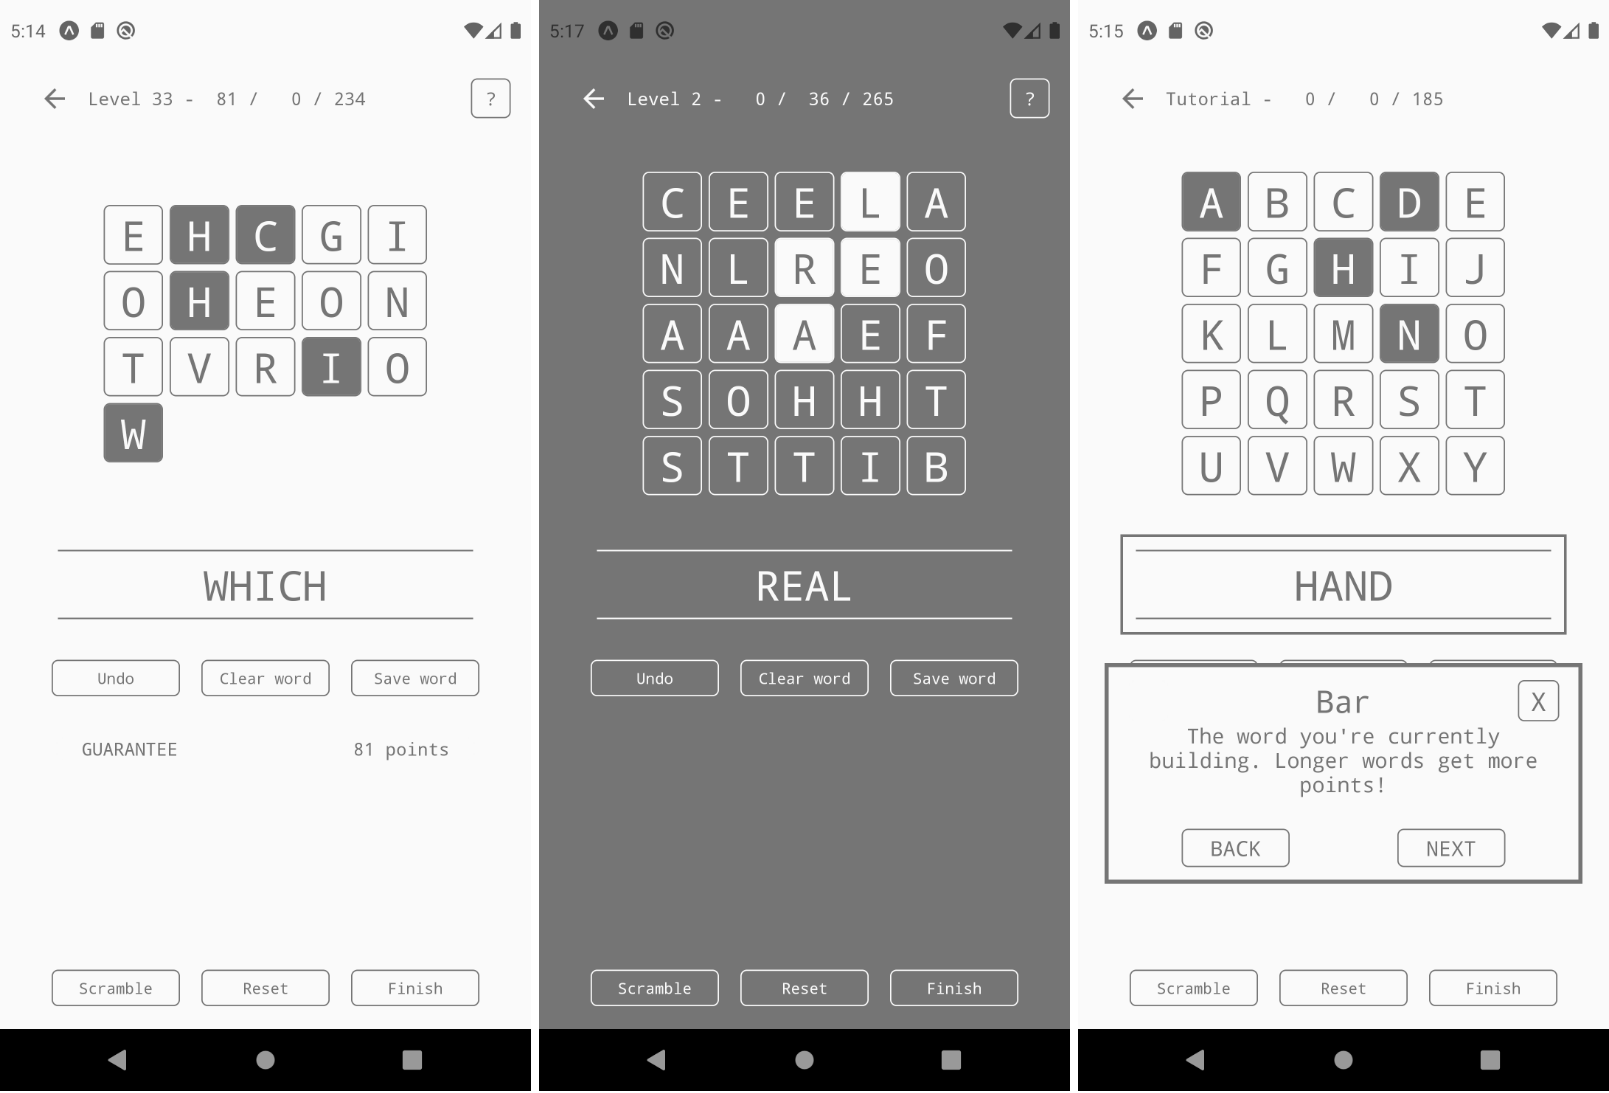 5:14
Level 33 - 81 / 0 / 234 ?
E H C G I
O H E O N
T V R I O
W
WHICH
Undo Clear word Save word
GUARANTEE 81 points
Scramble Reset Finish
5:17
Level 2 - 0 / 36 / 265 ?
C E E L A
N L R E O
A A A E F
S O H H T
S T T I B
REAL
Undo Clear word Save word
Scramble Reset Finish
5:15
Tutorial - 0 / 0 / 185
A B C D E
F G H I J
K L M N O
P Q R S T
U V W X Y
HAND
Bar X
The word you're currently
building. Longer words get more
points!
BACK NEXT
Scramble Reset Finish